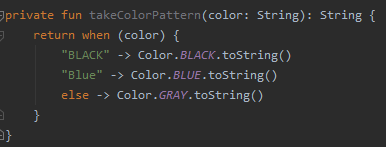 private fun takeColorPattern(color: String): String {
    return when (color) {
        "BLACK" -> Color.BLACK.toString()
        "Blue" -> Color.BLUE.toString()
        else -> Color.GRAY.toString()
    }
}